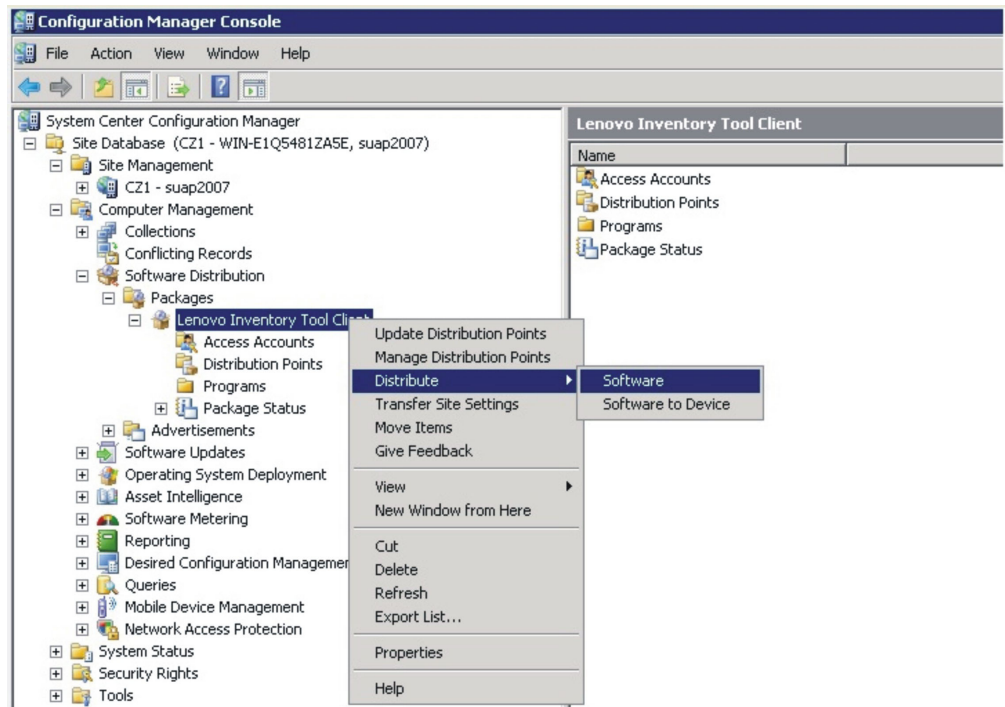 Configuration Manager Console
File Action View Window Help
System Center Configuration Manager
Site Database (CZ1 - WIN-E1Q5481ZA5E, suap2007)
Site Management
CZ1 - suap2007
Computer Management
Collections
Conflicting Records
Software Distribution
Packages
Lenovo Inventory Tool Client
Access Accounts
Distribution Points
Programs
Package Status
Advertisements
Software Updates
Operating System Deployment
Asset Intelligence
Software Metering
Reporting
Desired Configuration Managemen
Queries
Mobile Device Management
Network Access Protection
System Status
Security Rights
Tools
Update Distribution Points
Manage Distribution Points
Distribute
Transfer Site Settings
Move Items
Give Feedback
View
New Window from Here
Cut
Delete
Refresh
Export List...
Properties
Help
Software
Software to Device
Lenovo Inventory Tool Client
Name
Access Accounts
Distribution Points
Programs
Package Status